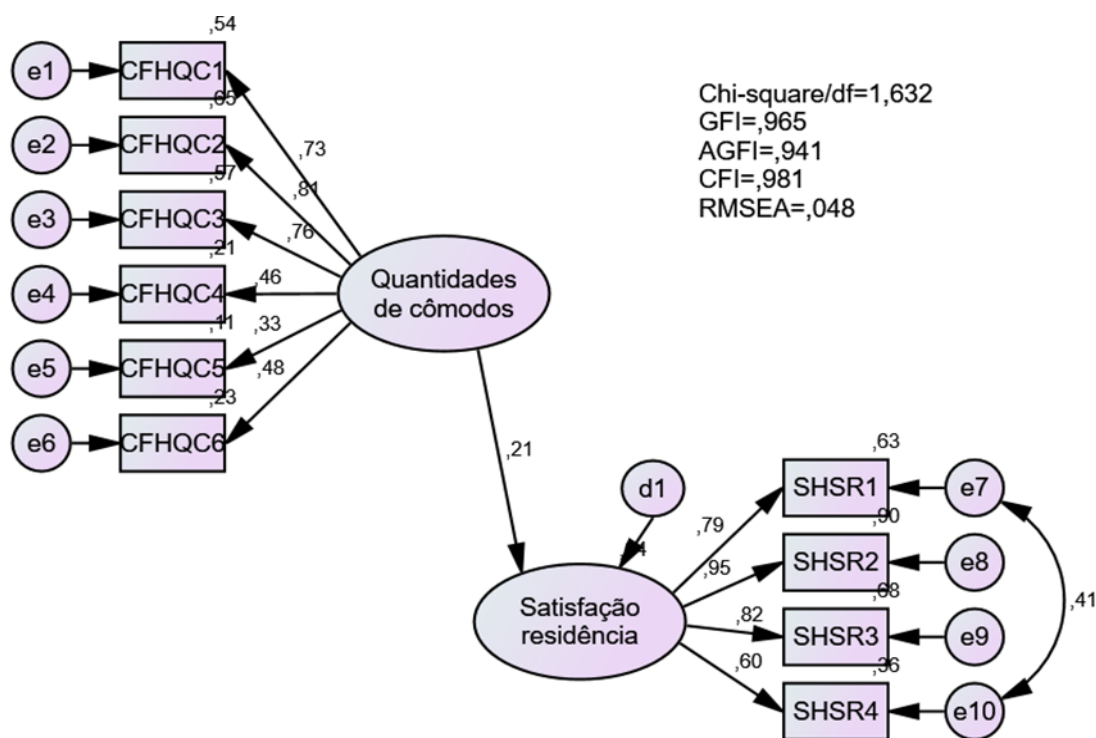 ,54
e1
CFHQC1
,65
e2
CFHQC2
,57
e3
CFHQC3
,21
e4
CFHQC4
,11
e5
CFHQC5
,23
e6
CFHQC6
,73
,81
,76
,46
,33
,48
Quantidades
de cômodos
Chi-square/df=1,632
GFI=,965
AGFI=,941
CFI=,981
RMSEA=,048
,21
d1
Satisfação
residência
,79
,95
,82
,60
,63
SHSR1
e7
,90
SHSR2
e8
,68
SHSR3
e9
,36
SHSR4
e10
,41